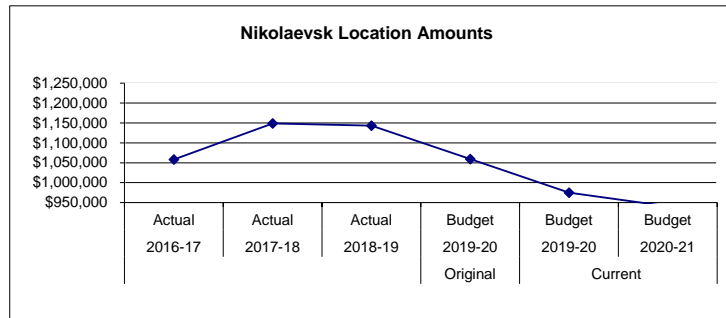 Nikolaevsk Location Amounts
$1,250,000
$1,200,000
$1,150,000
$1,100,000
$1,050,000
$1,000,000
$950,000
Actual Actual Actual Budget Budget Budget
2016-17 2017-18 2018-19 2019-20 2019-20 2020-21
Original Current